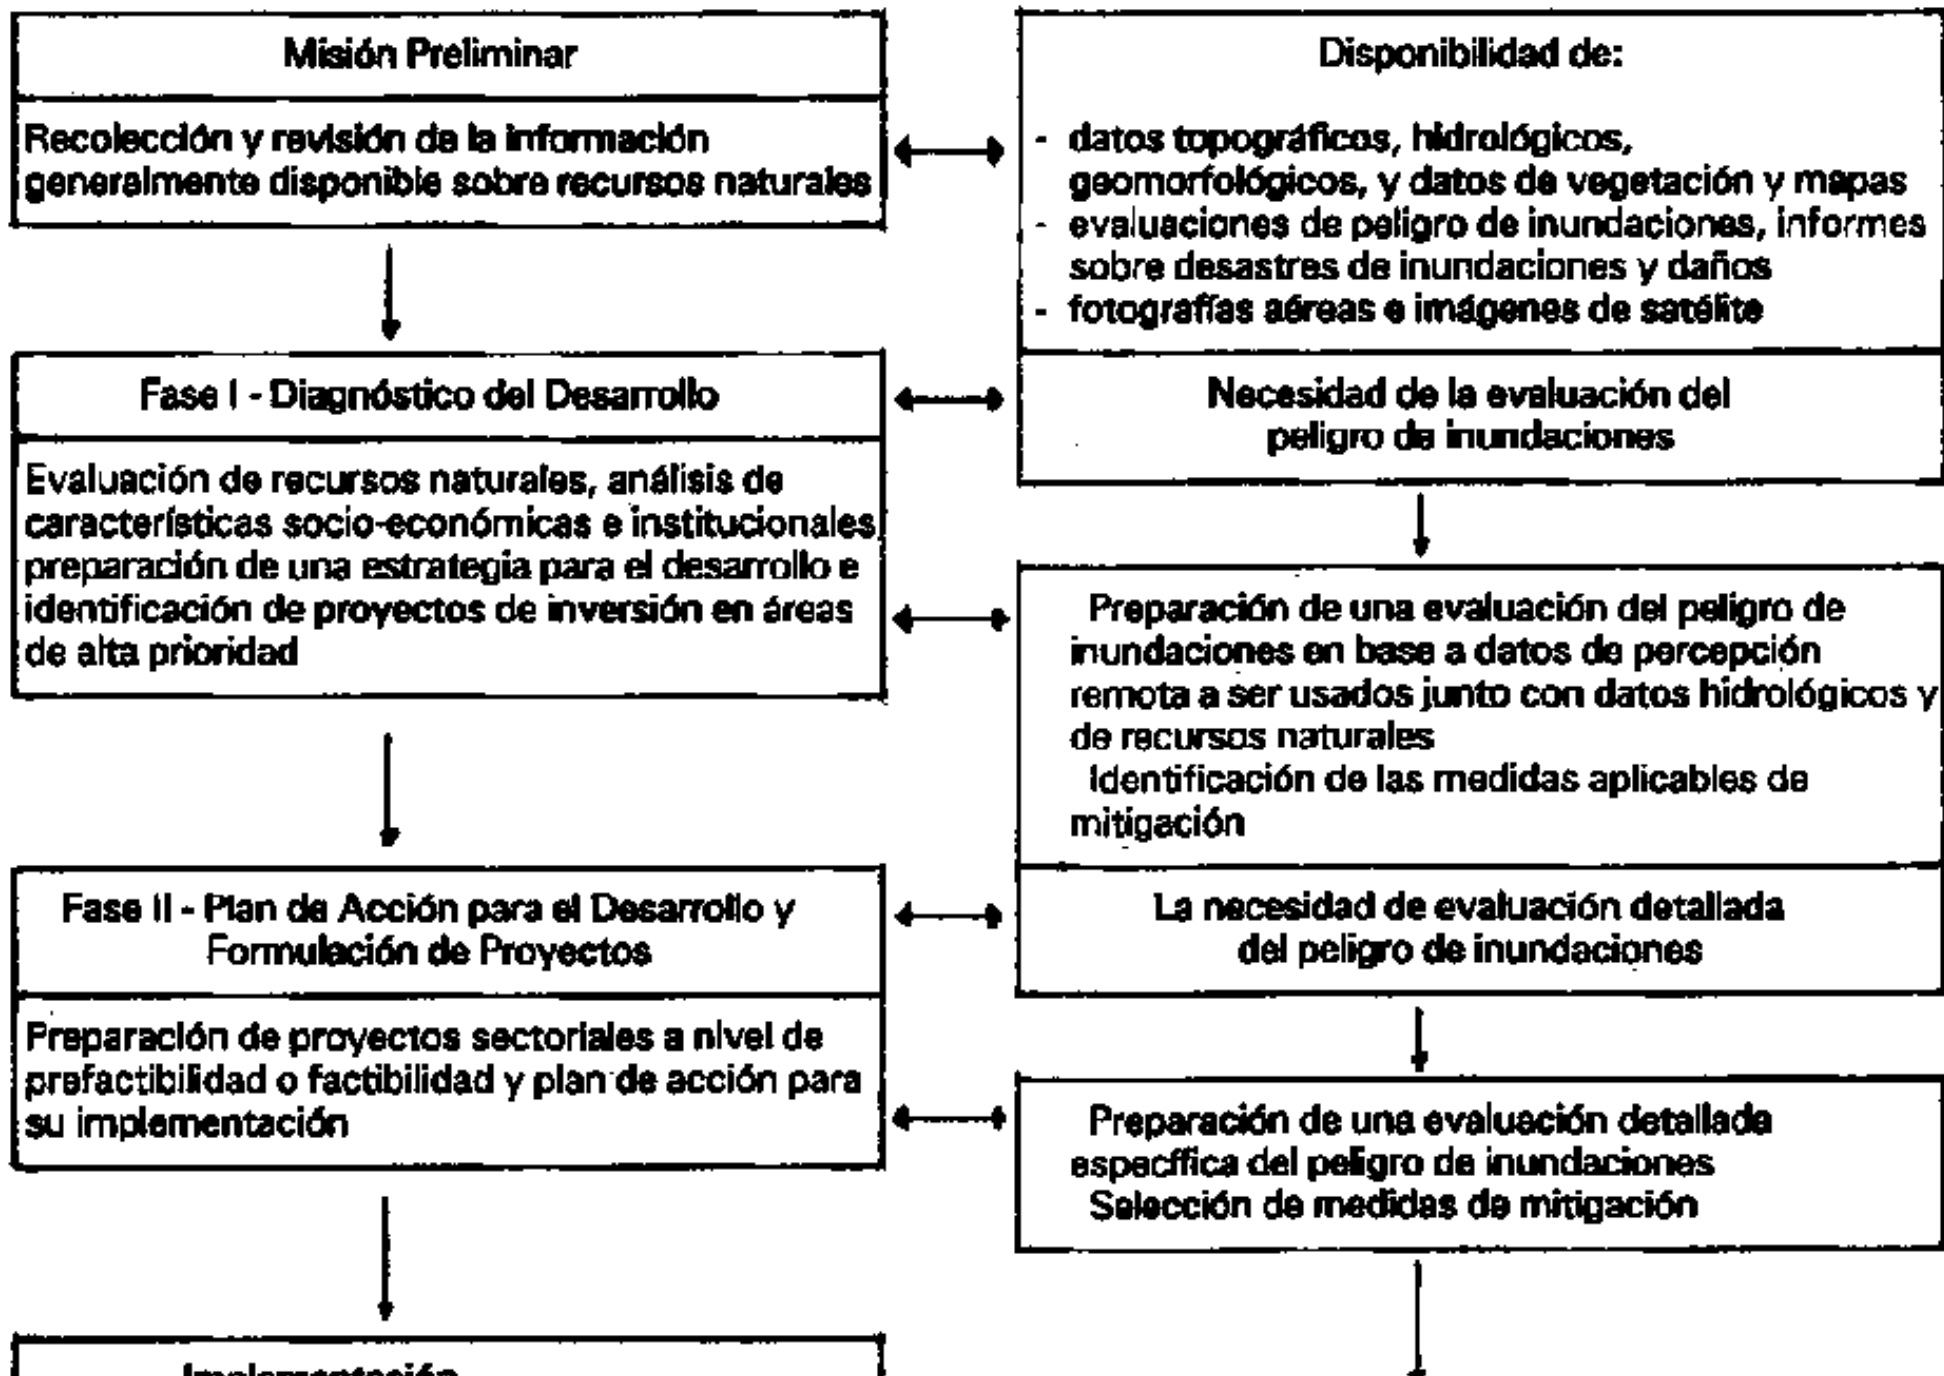 Misión Preliminar
Recolección y revisión de la información
generalmente disponible sobre recursos naturales
Fase I - Diagnóstico del Desarrollo
Evaluación de recursos naturales, análisis de
características socio-económicas e institucionales
preparación de una estrategia para el desarrollo e
identificación de proyectos de inversión en áreas
de alta prioridad
Fase II - Plan de Acción para el Desarrollo y
Formulación de Proyectos
Preparación de proyectos sectoriales a nivel de
prefactibilidad o factibilidad y plan de acción para
su implementación
Implementación
Disponibilidad de:
- datos topográficos, hidrológicos,
geomorfológicos, y datos de vegetación y mapas
- evaluaciones de peligro de inundaciones, informes
sobre desastres de inundaciones y daños
- fotografías aéreas e imágenes de satélite
Necesidad de la evaluación del
peligro de inundaciones
Preparación de una evaluación del peligro de
inundaciones en base a datos de percepción
remota a ser usados junto con datos hidrológicos y
de recursos naturales
Identificación de las medidas aplicables de
mitigación
La necesidad de evaluación detallada
del peligro de inundaciones
Preparación de una evaluación detallada
específica del peligro de inundaciones
Selección de medidas de mitigación